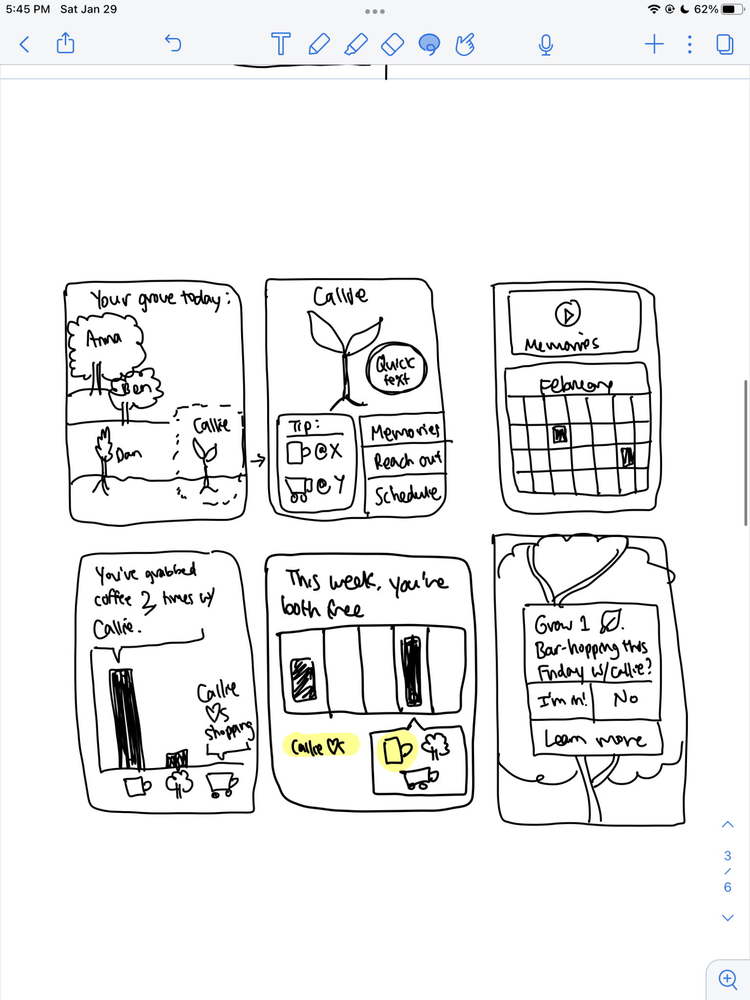 5:45 PM Sat Jan 29
62%
Your grove today:
Anna
Ben
Callie
Dan
Callie
Quick
text
Tip:
@X
@Y
Memories
Reach out
Schedule
Memories
February
You've grabbed
coffee 2 times w/
Callie.
Callie
♡s
shopping
This week, you've
both free
Callie ♡s
Grow 1
Bar-hopping this
Friday w/Callie?
I'm in!
No
Learn more
3
/
6